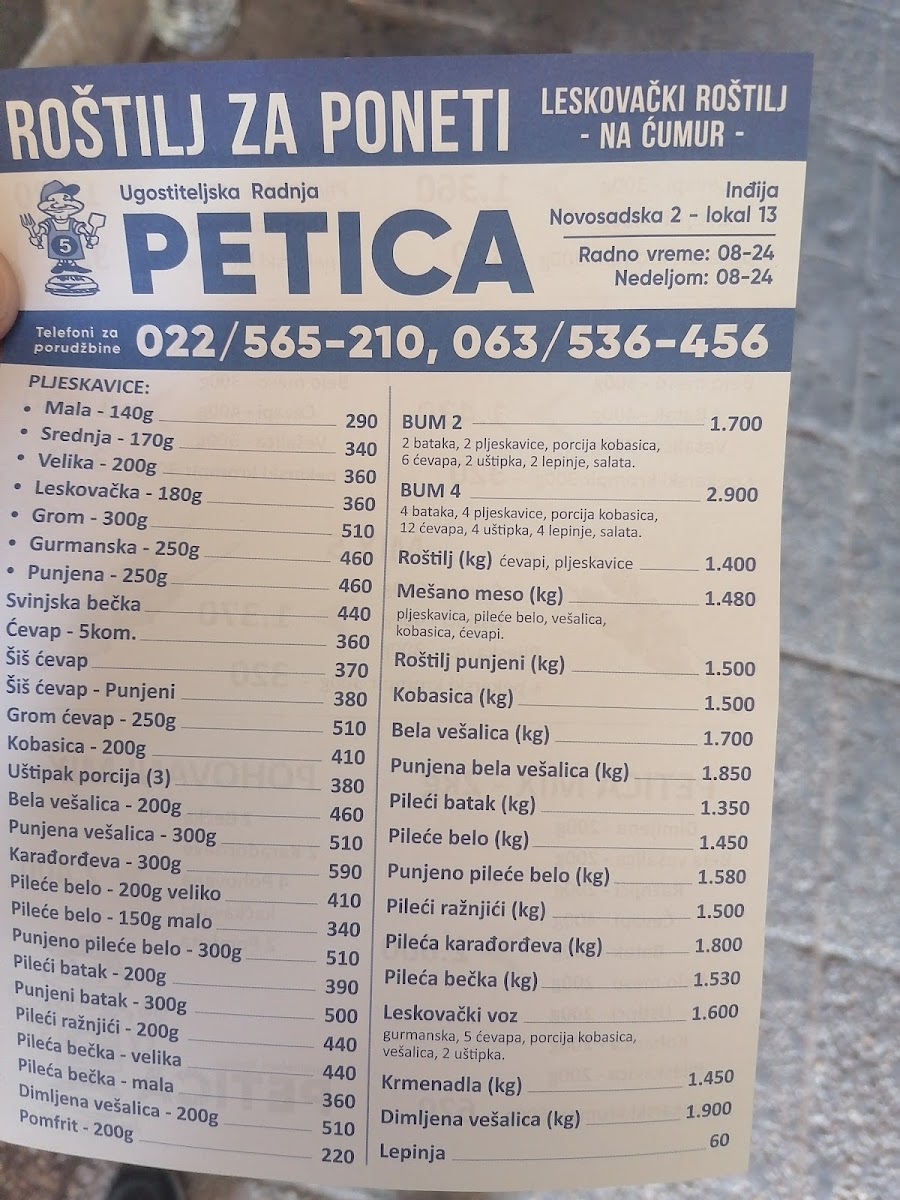 ROŠTILJ ZA PONETI
LESKOVAČKI ROŠTILJ
- NA ĆUMUR -
5
Ugostiteljska Radnja
PETICA
Inđija
Novosadska 2 - lokal 13
Radno vreme: 08-24
Nedeljom: 08-24
Telefoni za
porudžbine
022/565-210, 063/536-456
PLJESKAVICE:
• Mala - 140g 290
• Srednja - 170g 340
• Velika - 200g 360
• Leskovačka - 180g 360
• Grom - 300g 510
• Gurmanska - 250g 460
• Punjena - 250g 460
Svinjska bečka 440
Ćevap - 5kom. 360
Šiš ćevap 370
Šiš ćevap - Punjeni 380
Grom ćevap - 250g 510
Kobasica - 200g 410
Uštipak porcija (3) 380
Bela vešalica - 200g 460
Punjena vešalica - 300g 510
Karađorđeva - 300g 590
Pileće belo - 200g veliko 410
Pileće belo - 150g malo 340
Punjeno pileće belo - 300g 510
Pileći batak - 200g 390
Punjeni batak - 300g 500
Pileći ražnjići - 200g 440
Pileća bečka - velika 440
Pileća bečka - mala 360
Dimljena vešalica - 200g 510
Pomfrit - 200g 220
BUM 2 1.700
2 bataka, 2 pljeskavice, porcija kobasica,
6 ćevapa, 2 uštipka, 2 lepinje, salata.
BUM 4 2.900
4 bataka, 4 pljeskavice, porcija kobasica,
12 ćevapa, 4 uštipka, 4 lepinje, salata.
Roštilj (kg) ćevapi, pljeskavice 1.400
Mešano meso (kg) 1.480
pljeskavica, pileće belo, vešalica,
kobasica, ćevapi.
Roštilj punjeni (kg) 1.500
Kobasica (kg) 1.500
Bela vešalica (kg) 1.700
Punjena bela vešalica (kg) 1.850
Pileći batak (kg) 1.350
Pileće belo (kg) 1.450
Punjeno pileće belo (kg) 1.580
Pileći ražnjići (kg) 1.500
Pileća karađorđeva (kg) 1.800
Pileća bečka (kg) 1.530
Leskovački voz 1.600
gurmanska, 5 ćevapa, porcija kobasica,
vešalica, 2 uštipka.
Krmenadla (kg) 1.450
Dimljena vešalica (kg) 1.900
Lepinja 60